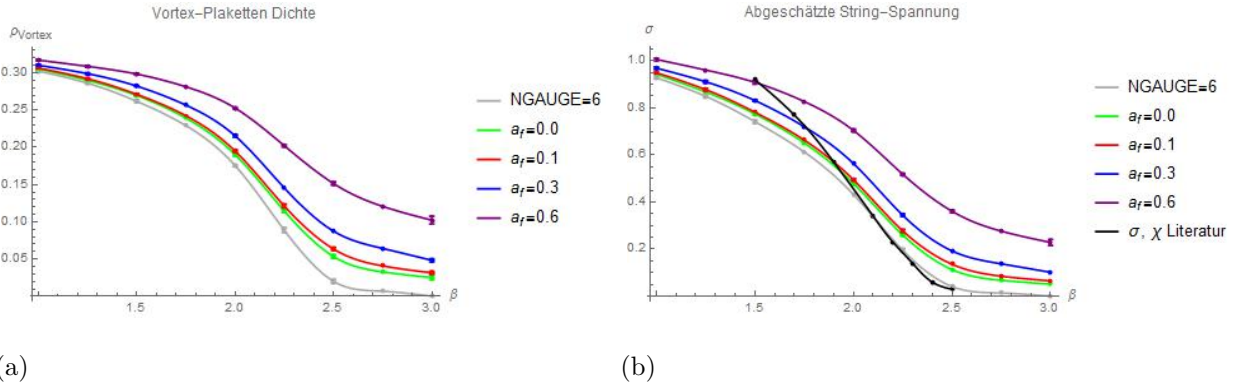 Vortex-Plaketten Dichte
ρVortex
0.30
0.25
0.20
0.15
0.10
0.05
1.5
2.0
2.5
3.0
β
NGAUGE=6
af=0.0
af=0.1
af=0.3
af=0.6
(a)
Abgeschätzte String-Spannung
σ
1.0
0.8
0.6
0.4
0.2
1.5
2.0
2.5
3.0
β
NGAUGE=6
af=0.0
af=0.1
af=0.3
af=0.6
σ, χ Literatur
(b)